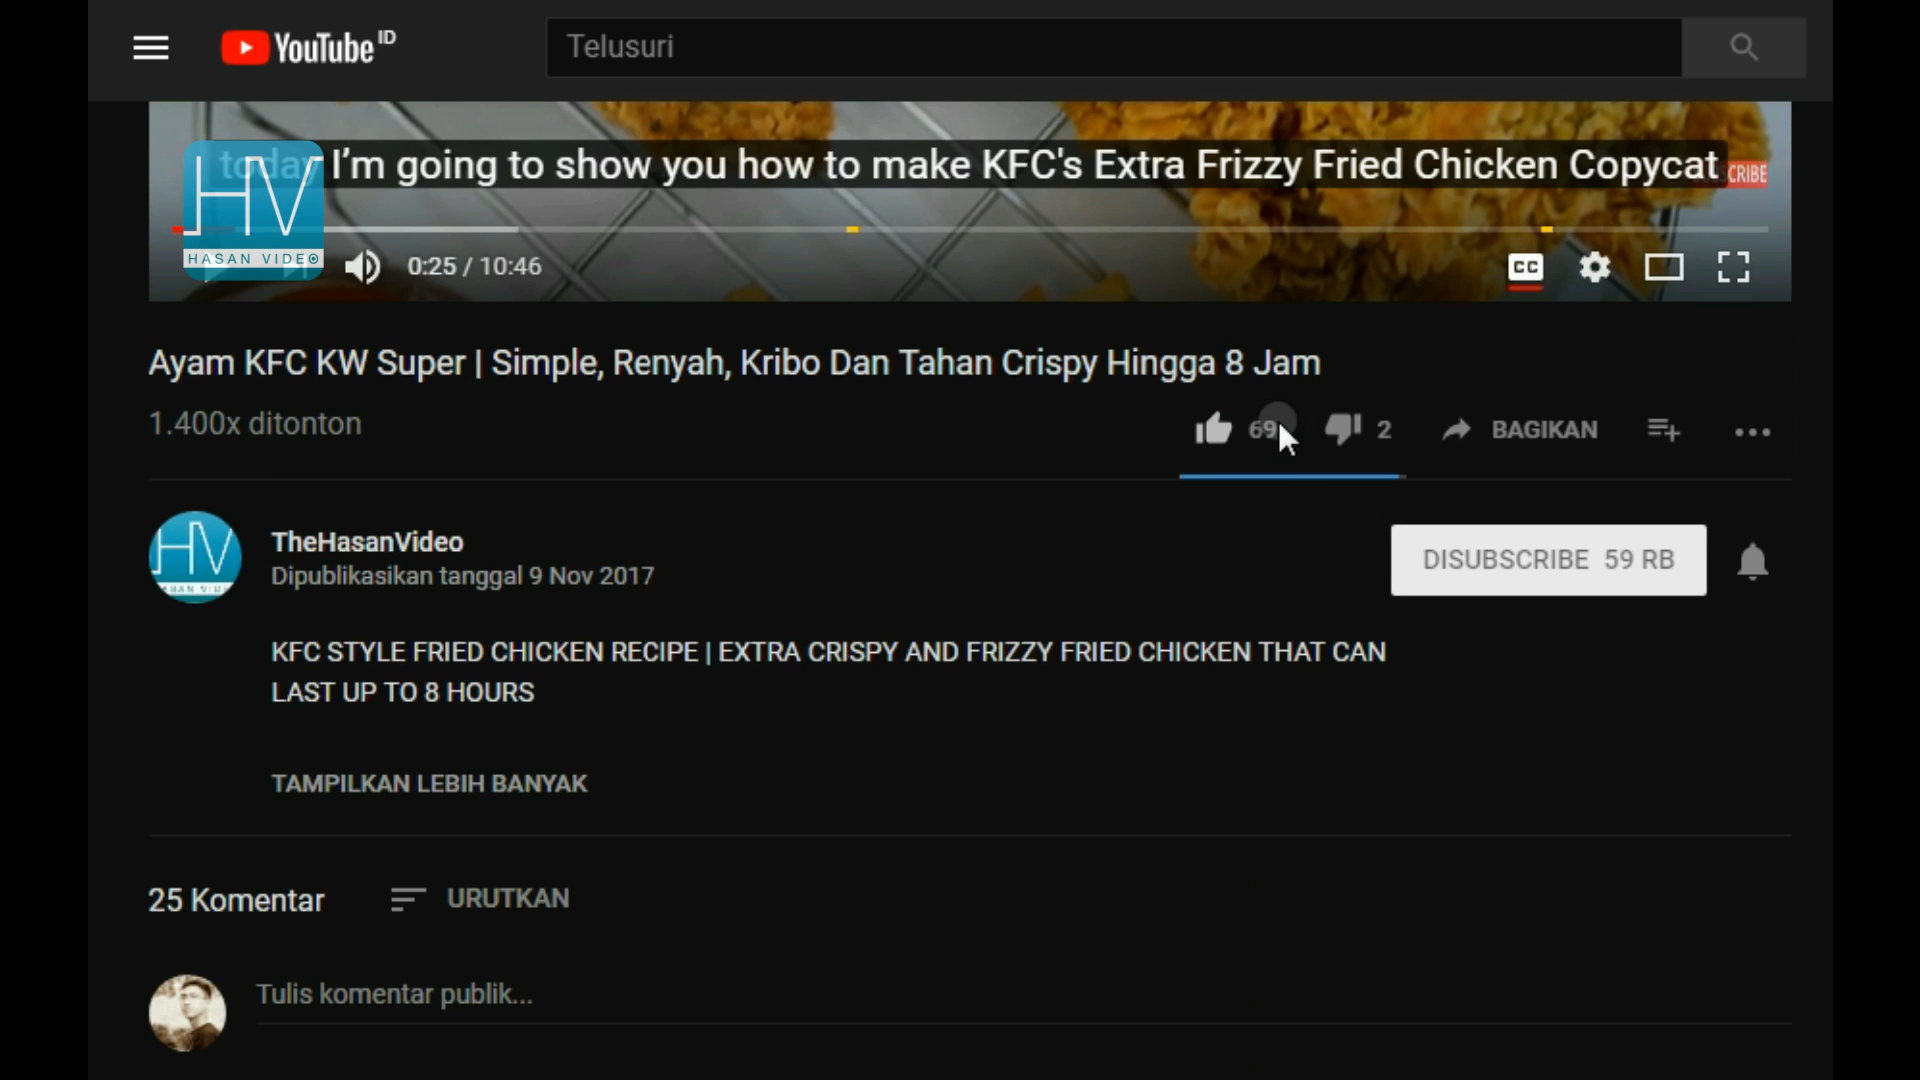 YouTube ID
Telusuri
today I'm going to show you how to make KFC's Extra Frizzy Fried Chicken Copycat
HV
HASAN VIDEO
0:25 / 10:46
CC
Ayam KFC KW Super | Simple, Renyah, Kribo Dan Tahan Crispy Hingga 8 Jam
1.400x ditonton
69
2
BAGIKAN
HV
TheHasanVideo
Dipublikasikan tanggal 9 Nov 2017
DISUBSCRIBE 59 RB
KFC STYLE FRIED CHICKEN RECIPE | EXTRA CRISPY AND FRIZZY FRIED CHICKEN THAT CAN
LAST UP TO 8 HOURS
TAMPILKAN LEBIH BANYAK
25 Komentar
URUTKAN
Tulis komentar publik...